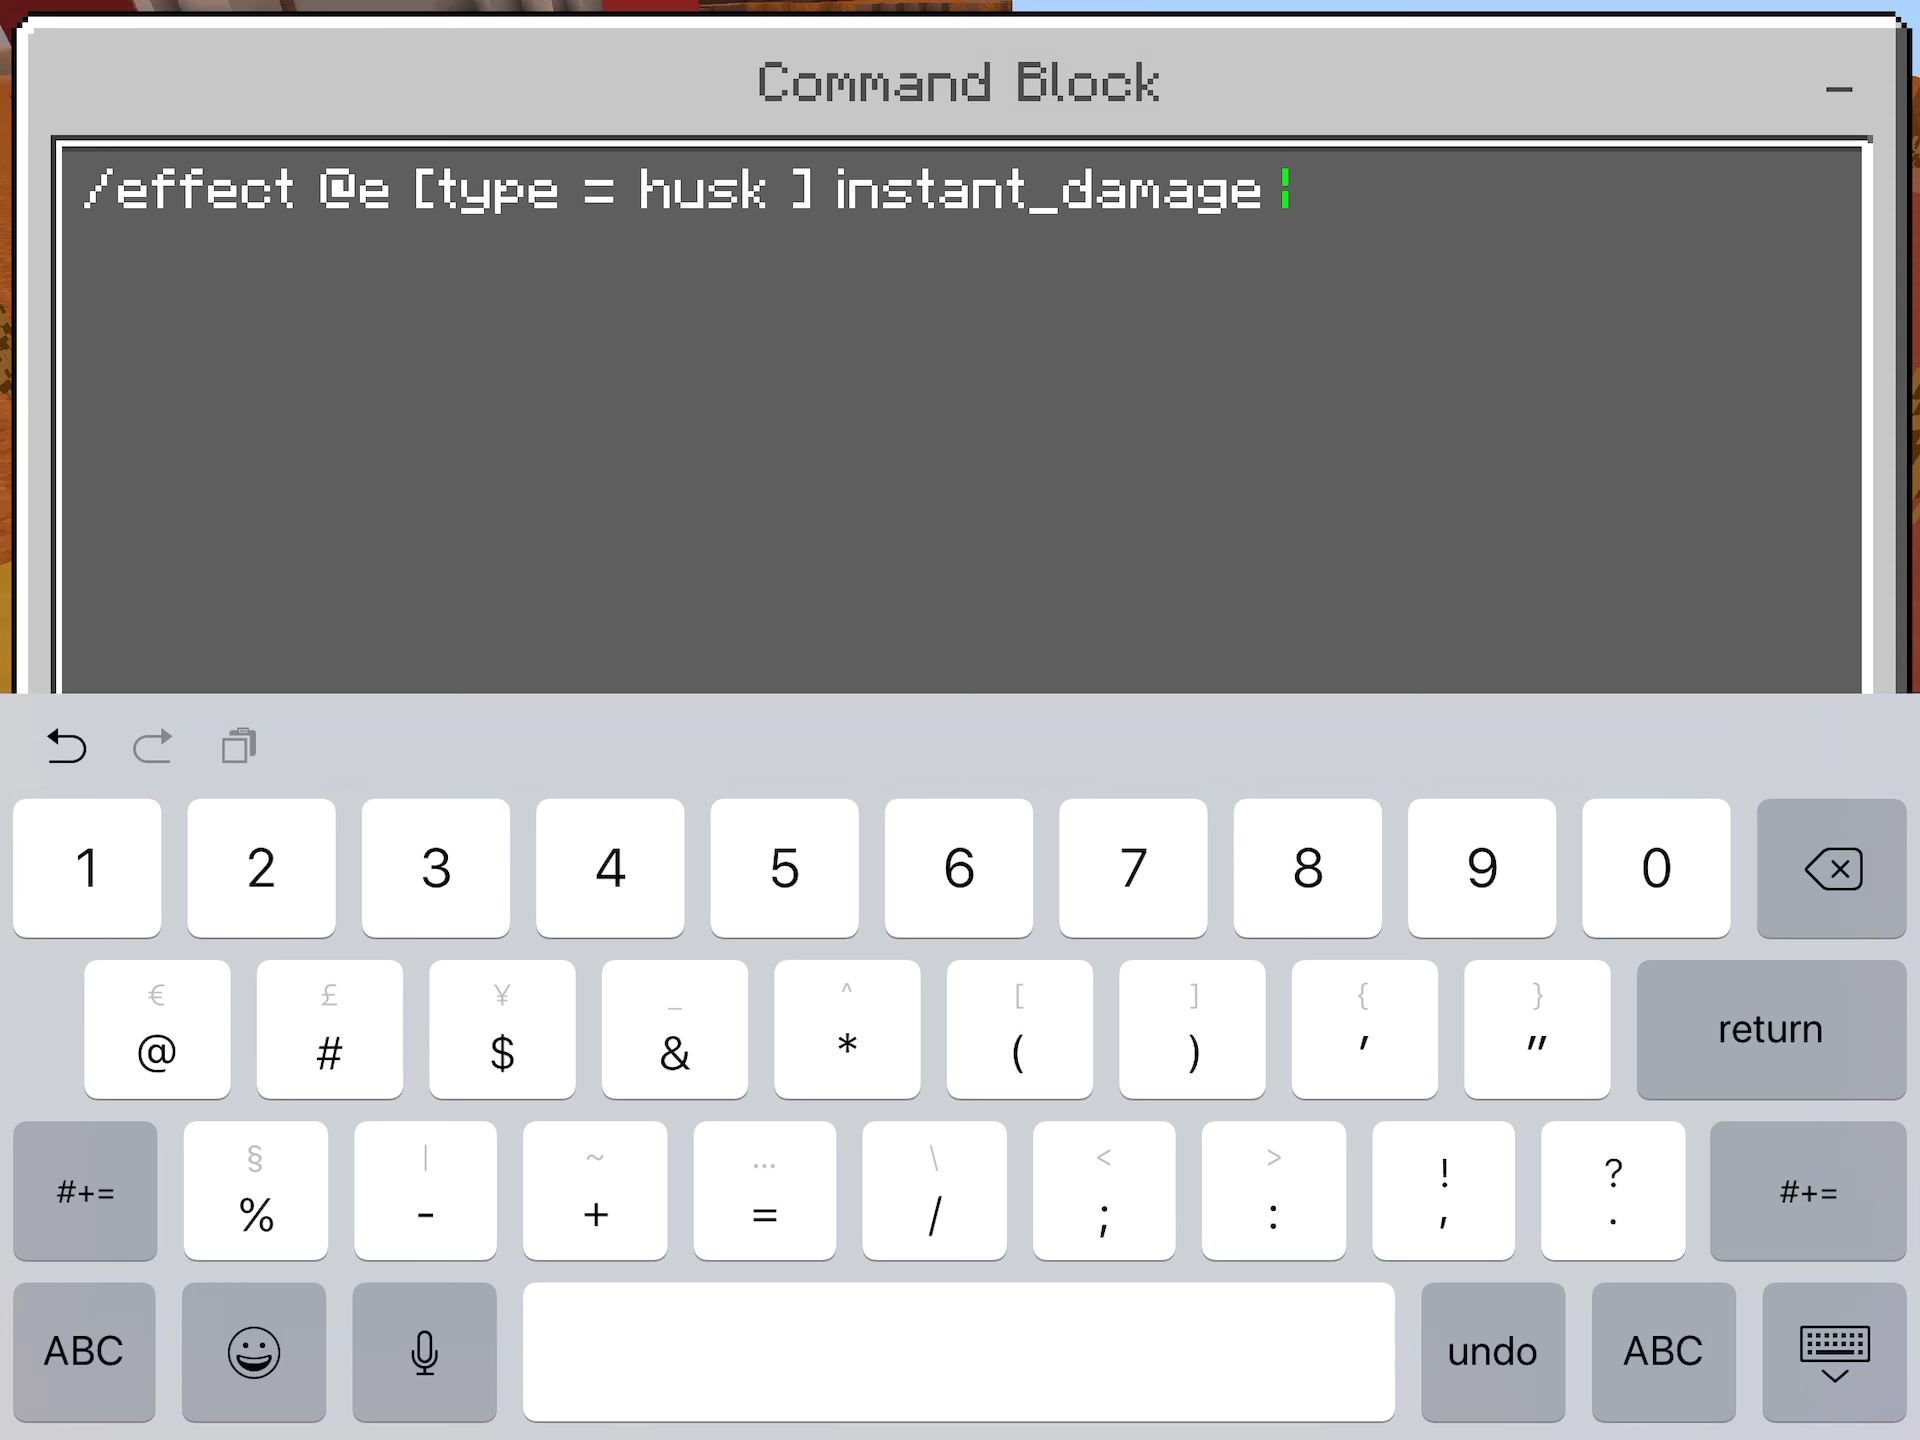 Command Block
/effect @e [type = husk ] instant_damage
1 2 3 4 5 6 7 8 9 0
€ £ ¥ _ ^ [ ] { }
@ # $ & * ( ) ' " return
§ | ~ … \ < > ! ?
#+= % - + = / ; : , . #+=
ABC undo ABC